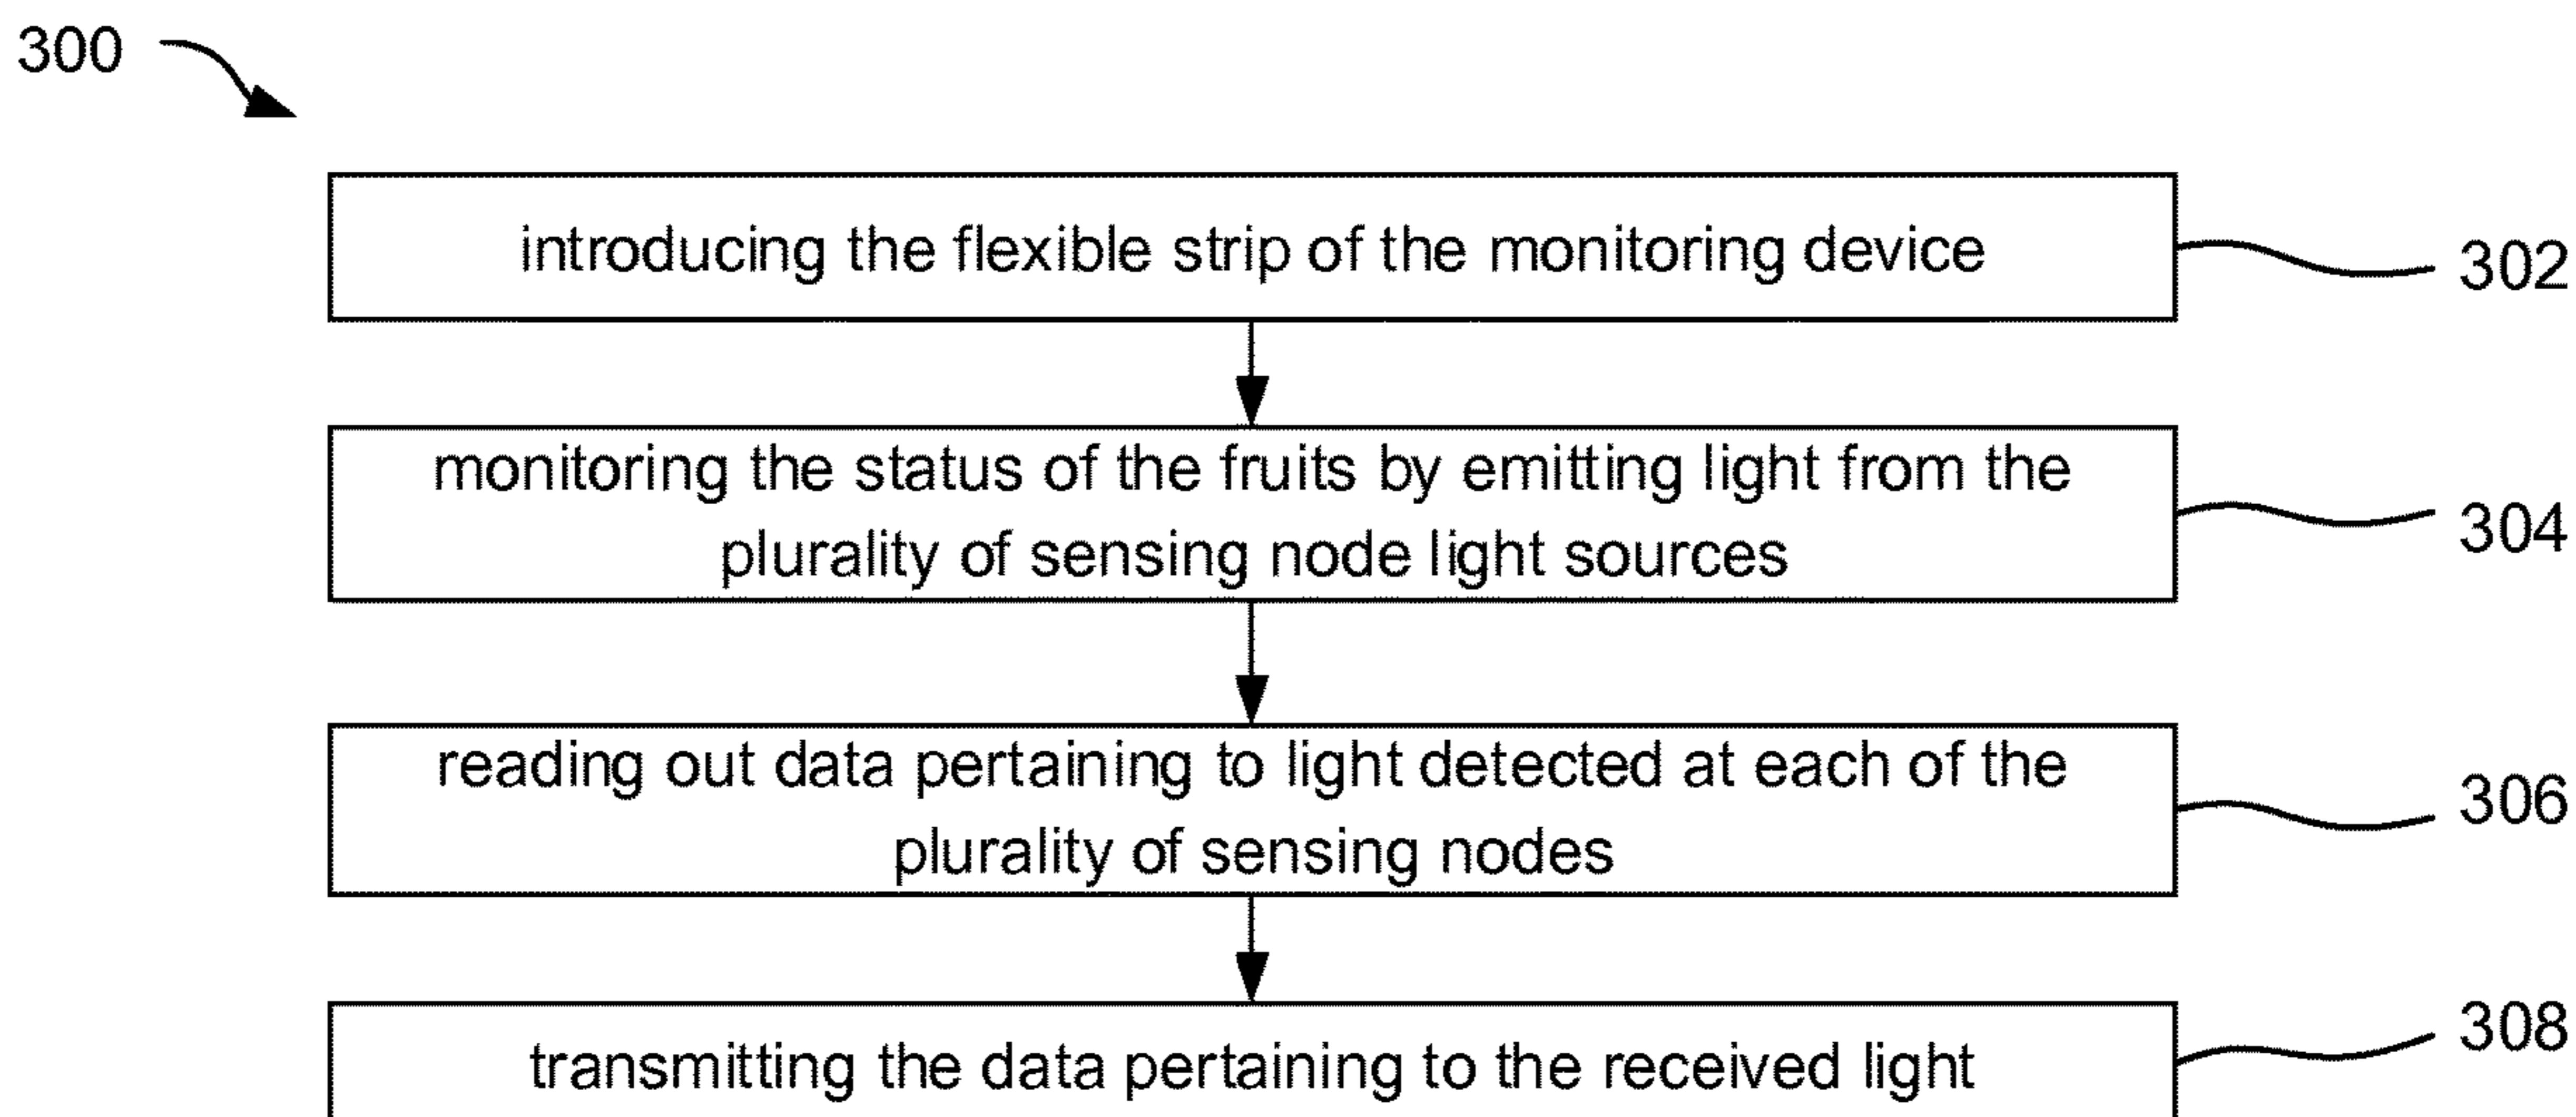 300
introducing the flexible strip of the monitoring device
302
monitoring the status of the fruits by emitting light from the
plurality of sensing node light sources
304
reading out data pertaining to light detected at each of the
plurality of sensing nodes
306
transmitting the data pertaining to the received light
308